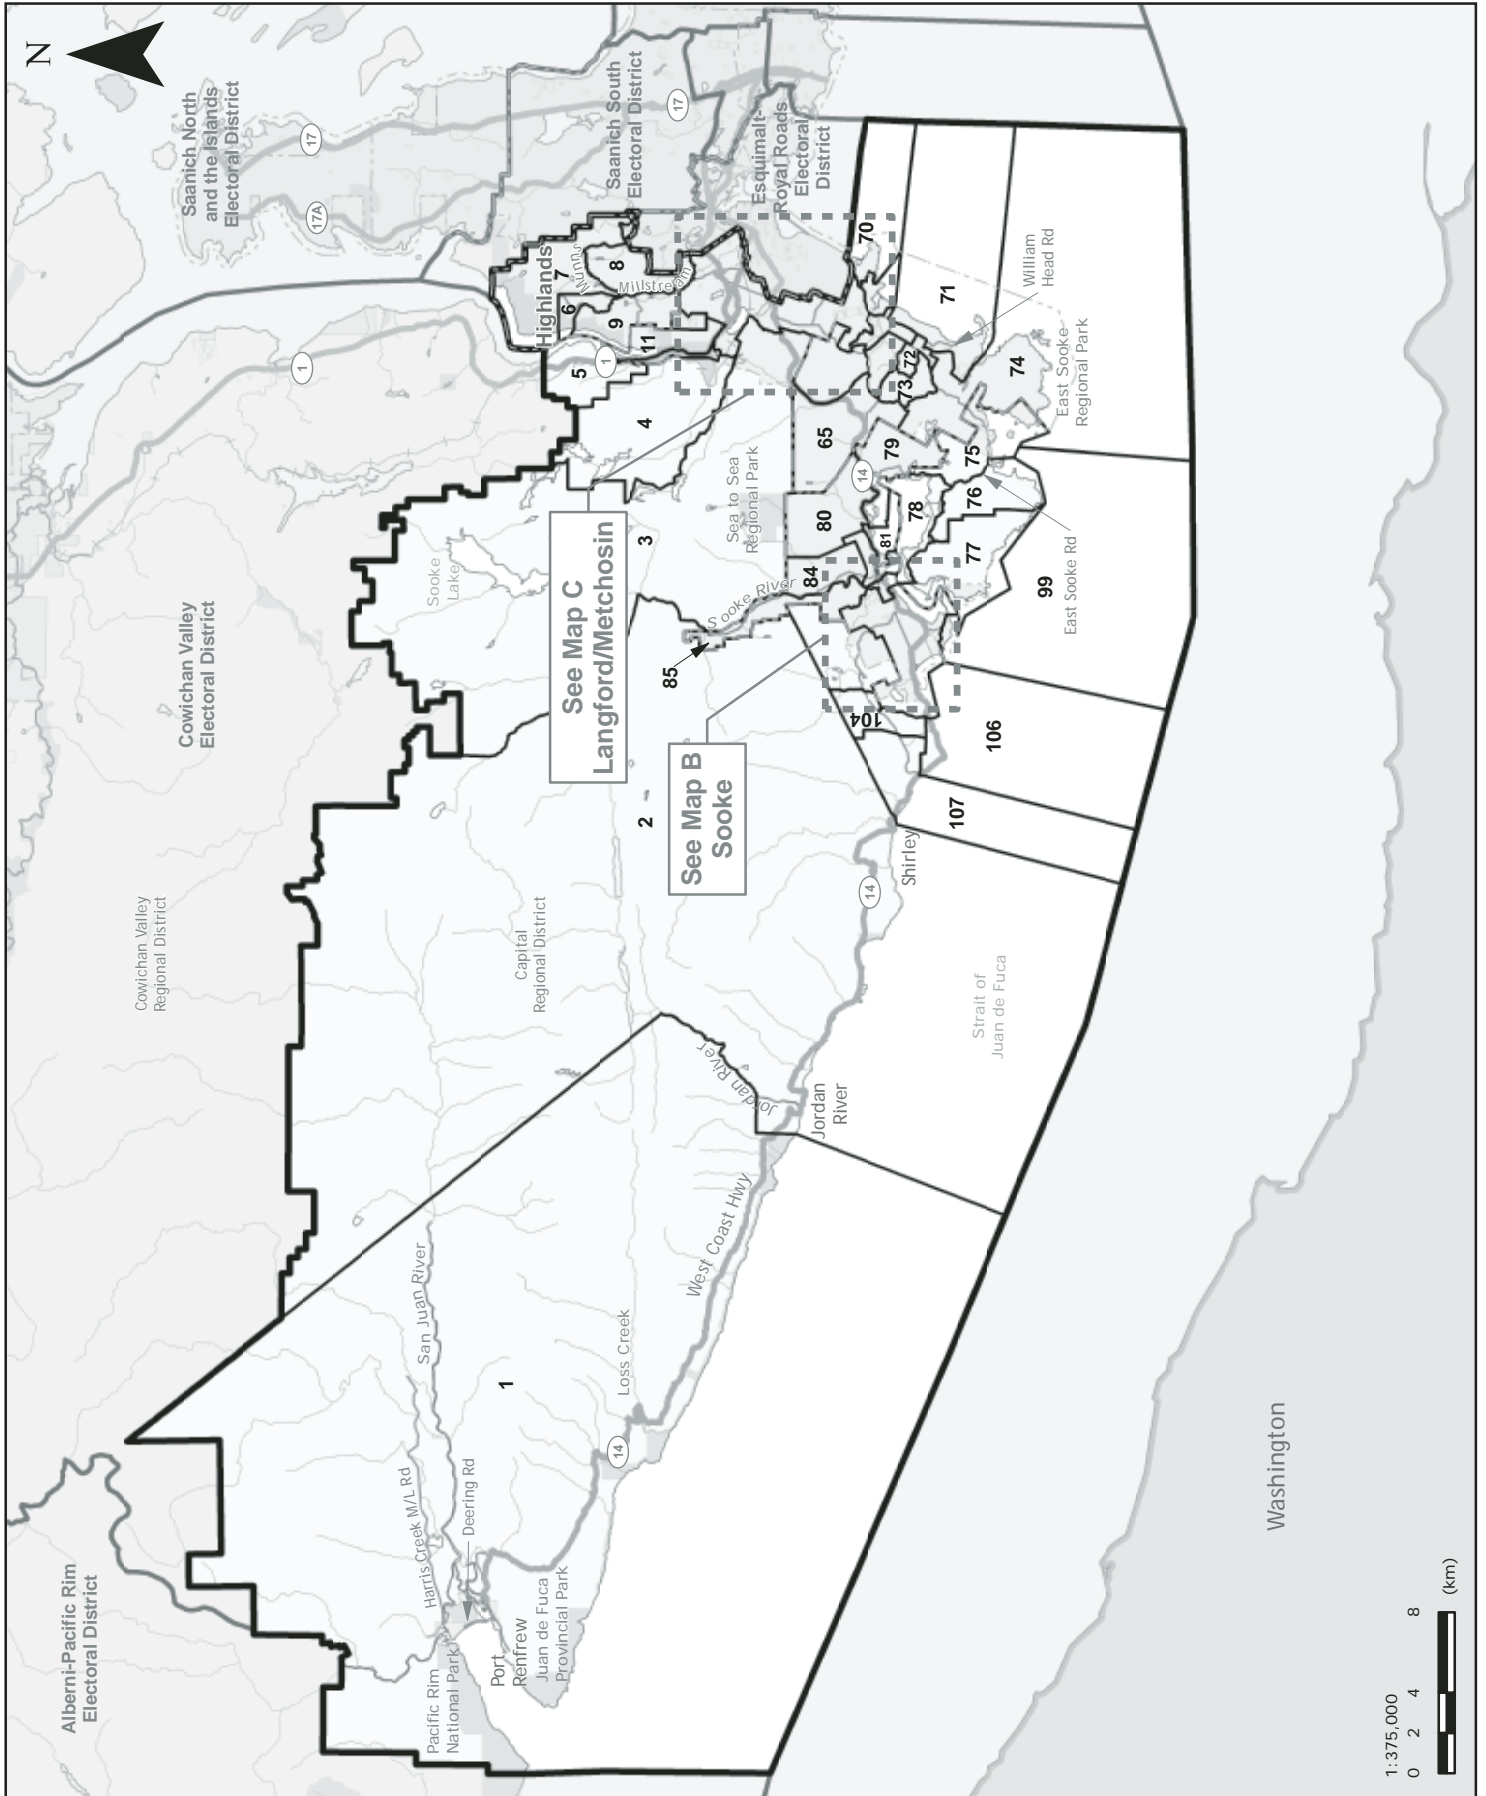 N
Saanich North
and the Islands
Electoral District
17
17A
Saanich South
Electoral District
17
Esquimalt-
Royal Roads
Electoral
District
1
Highlands
7
Munns
8
Millstream
6
9
11
5
1
4
70
71
William
Head Rd
72
73
74
East Sooke
Regional Park
65
79
75
14
Sea to Sea
Regional Park
80
81
78
76
77
84
99
East Sooke Rd
3
Sooke
Lake
Sooke River
85
See Map C
Langford/Metchosin
See Map B
Sooke
104
106
107
2
Cowichan Valley
Electoral District
Cowichan Valley
Regional District
Capital
Regional District
Shirley
14
Strait of
Juan de Fuca
Jordan River
Jordan
River
West Coast Hwy
San Juan River
1
Loss Creek
14
Harris Creek M/L Rd
Deering Rd
Alberni-Pacific Rim
Electoral District
Pacific Rim
National Park
Port
Renfrew
Juan de Fuca
Provincial Park
Washington
1:375,000
0 2 4 8
(km)